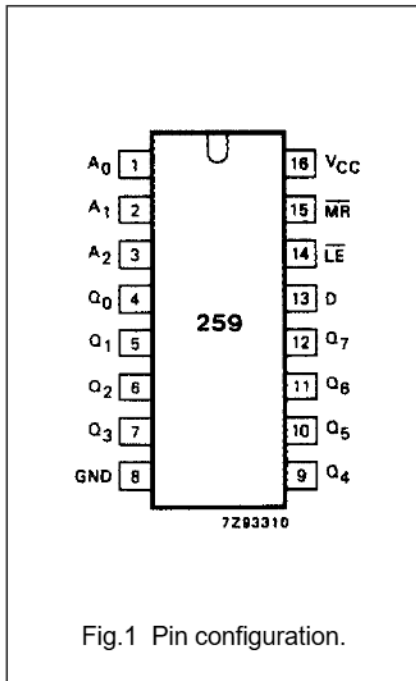 A0 1 16 VCC
A1 2 15 MR
A2 3 14 LE
Q0 4 13 D
259
Q1 5 12 Q7
Q2 6 11 Q6
Q3 7 10 Q5
GND 8 9 Q4
7Z93310
Fig.1 Pin configuration.